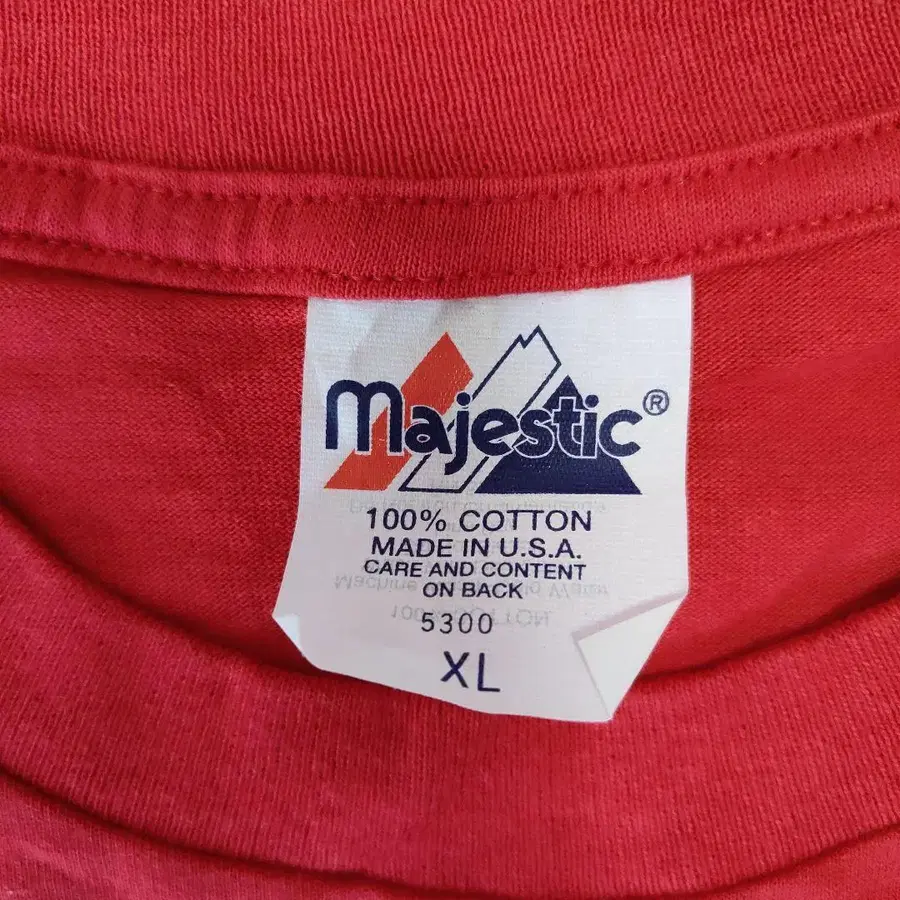 Majestic®
100% COTTON
MADE IN U.S.A.
CARE AND CONTENT
ON BACK
5300
XL